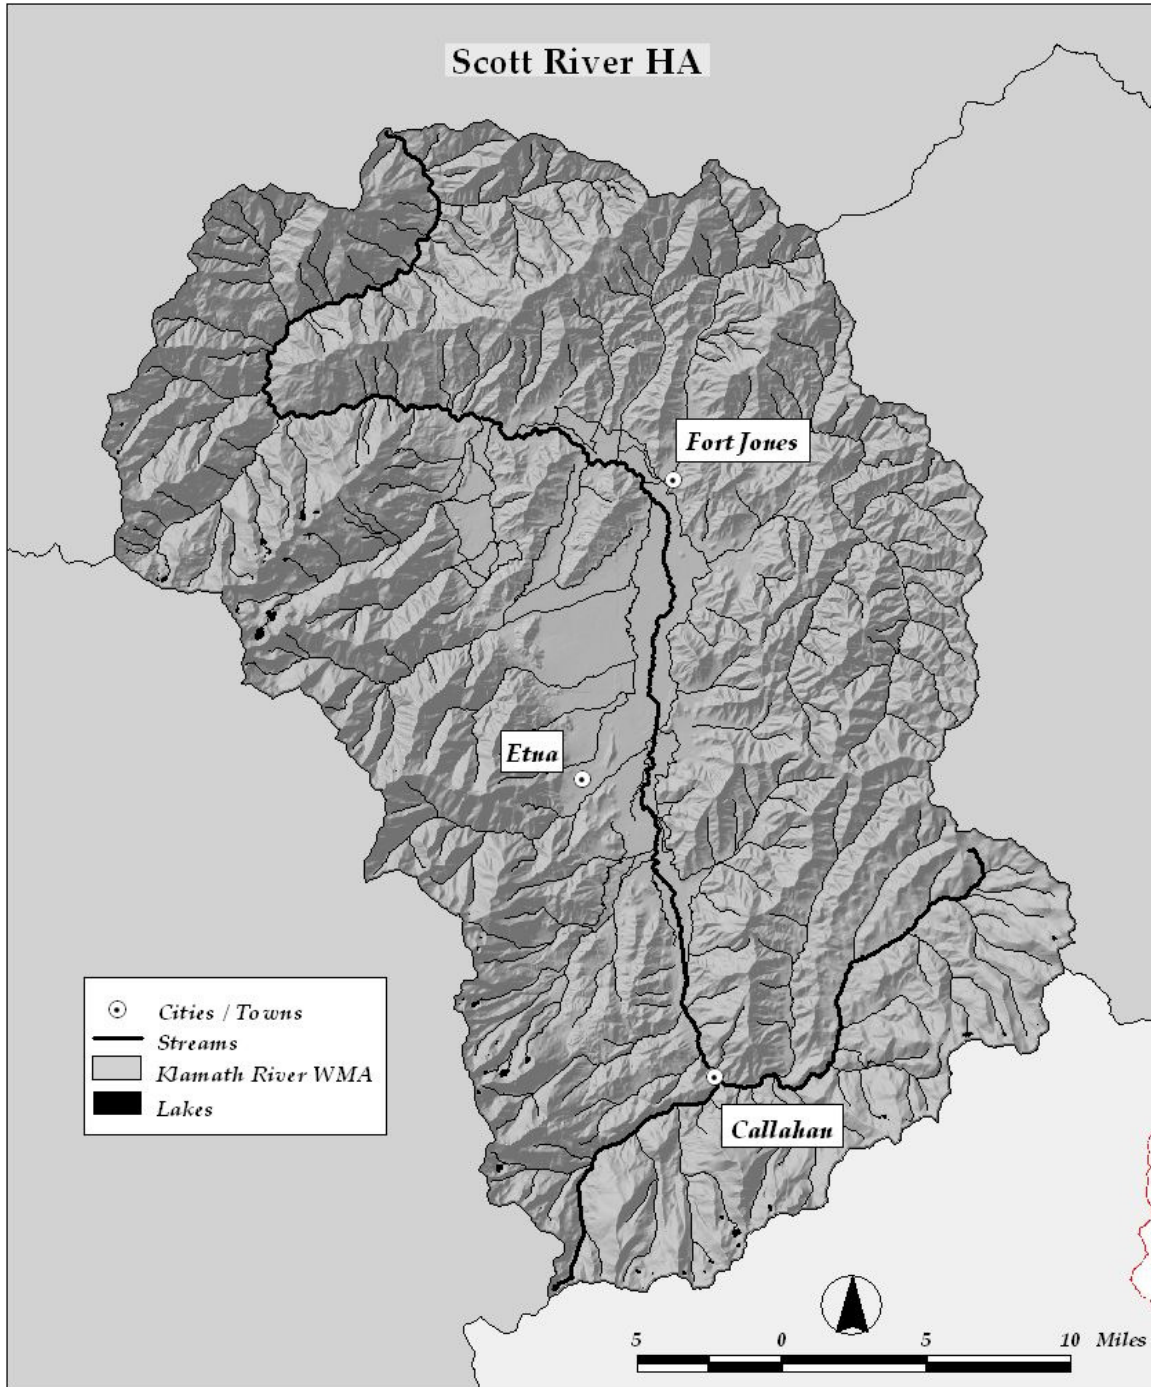 Scott River HA
Fort Jones
Etna
Cities / Towns
Streams
Klamath River WMA
Lakes
Callahan
5 0 5 10 Miles